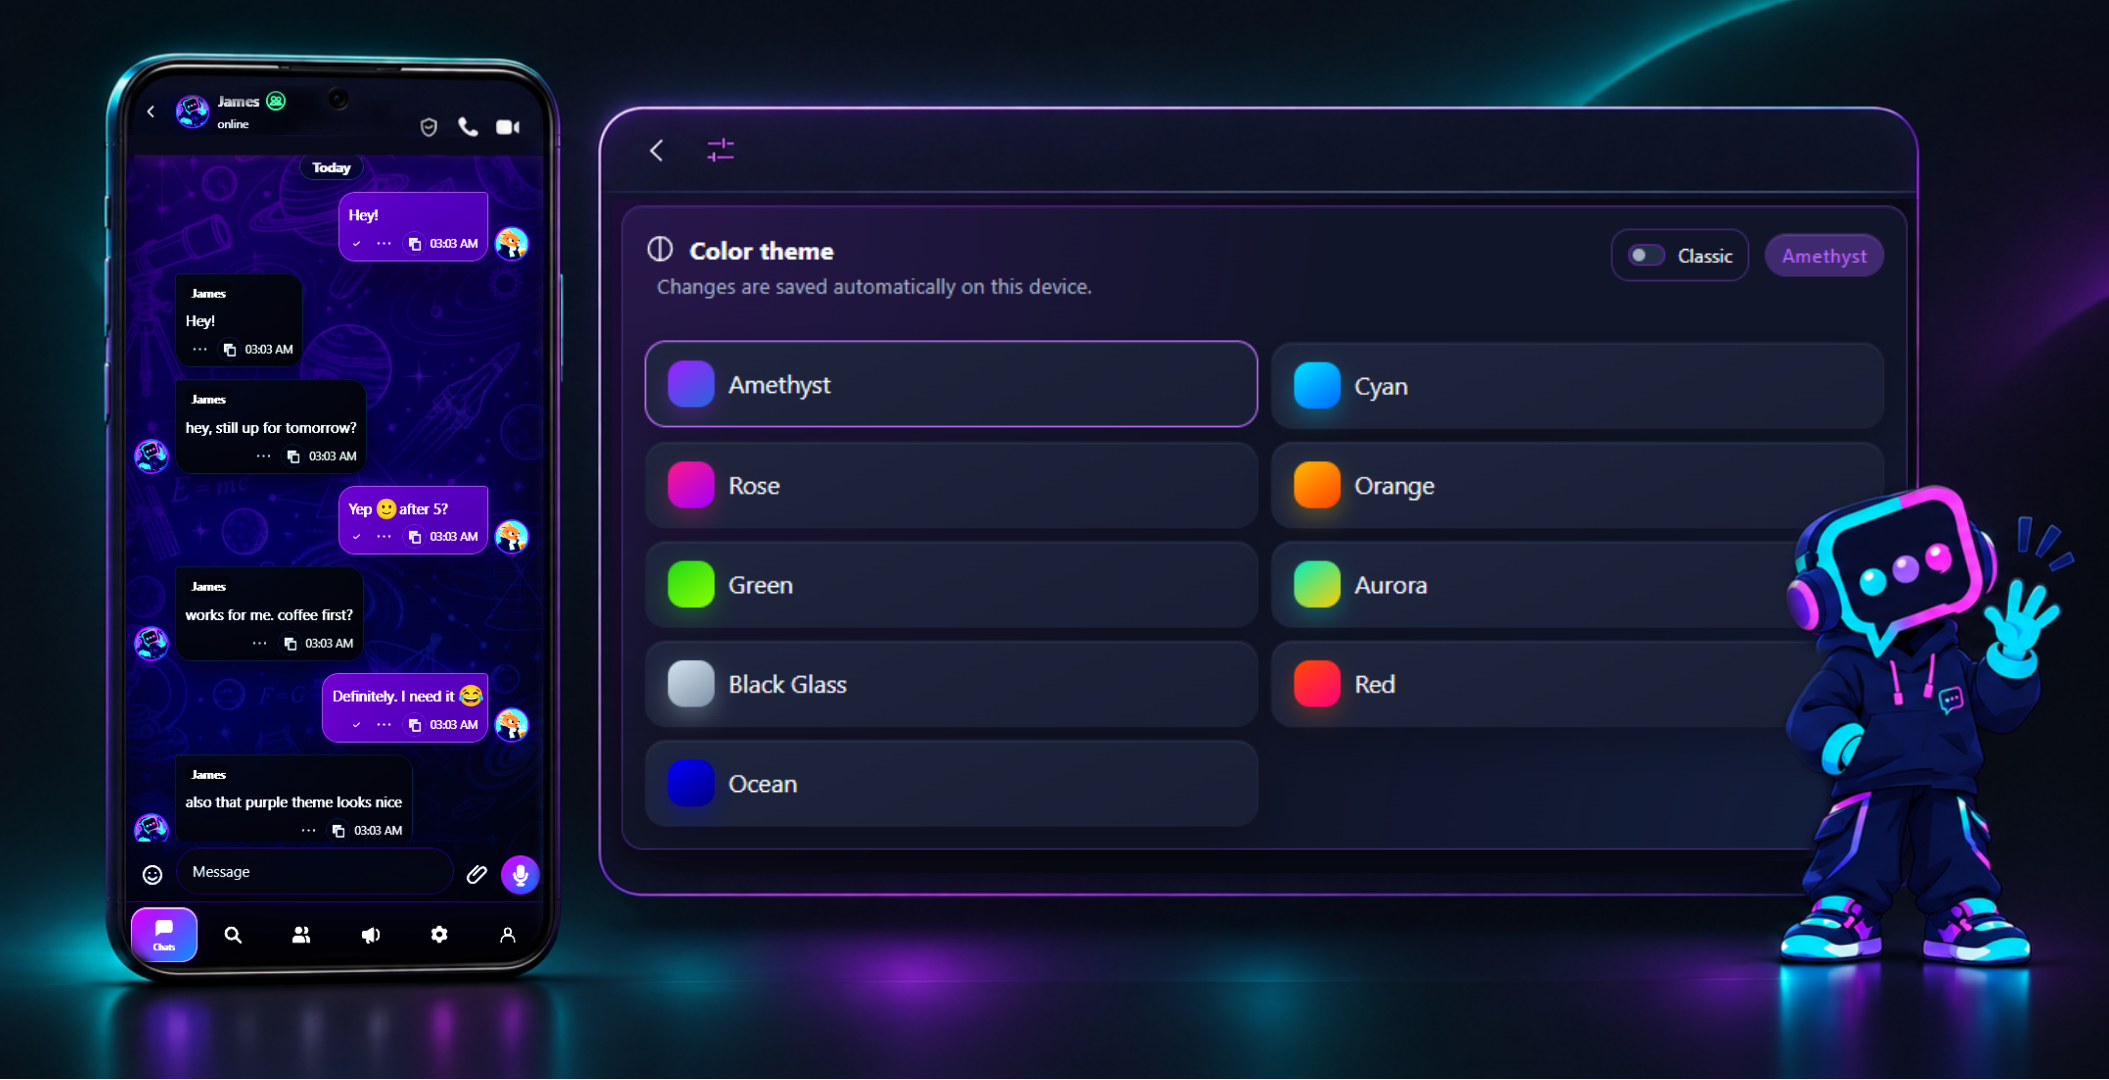 James
online
Today
Hey!
03:03 AM
James
Hey!
03:03 AM
James
hey, still up for tomorrow?
03:03 AM
E = mc
Yep 🙂 after 5?
03:03 AM
James
works for me. coffee first?
03:03 AM
F = G
Definitely. I need it 😂
03:03 AM
James
also that purple theme looks nice
03:03 AM
Message
Chats
Color theme
Classic
Amethyst
Changes are saved automatically on this device.
Amethyst
Cyan
Rose
Orange
Green
Aurora
Black Glass
Red
Ocean